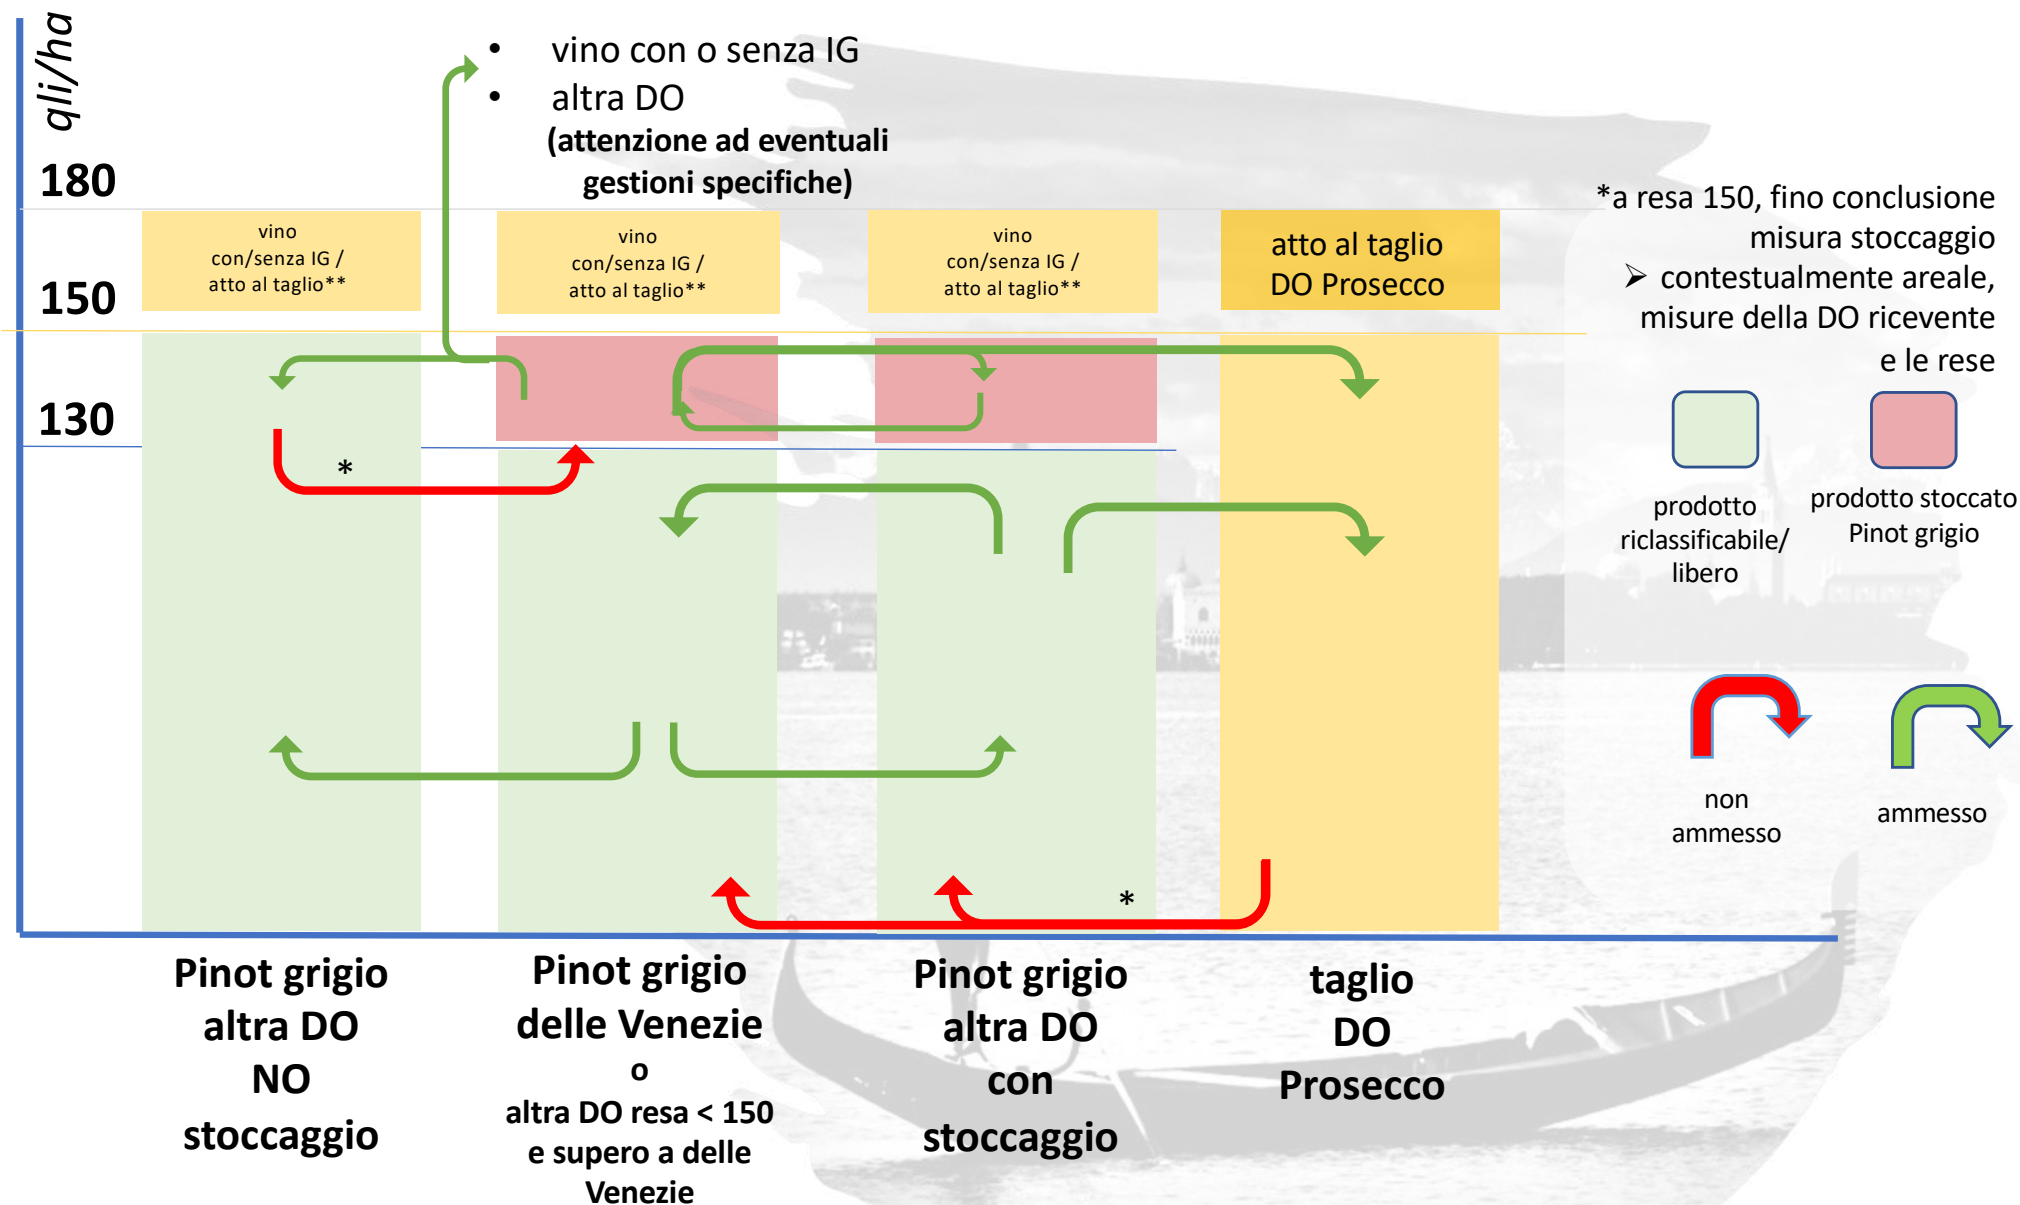 qli/ha
• vino con o senza IG
• altra DO
(attenzione ad eventuali
gestioni specifiche)
180
150
130
vino
con/senza IG /
atto al taglio**
vino
con/senza IG /
atto al taglio**
vino
con/senza IG /
atto al taglio**
atto al taglio
DO Prosecco
*a resa 150, fino conclusione
misura stoccaggio
➢ contestualmente areale,
misure della DO ricevente
e le rese
prodotto
riclassificabile/
libero
prodotto stoccato
Pinot grigio
non
ammesso
ammesso
*
*
Pinot grigio
altra DO
NO
stoccaggio
Pinot grigio
delle Venezie
o
altra DO resa < 150
e supero a delle
Venezie
Pinot grigio
altra DO
con
stoccaggio
taglio
DO
Prosecco